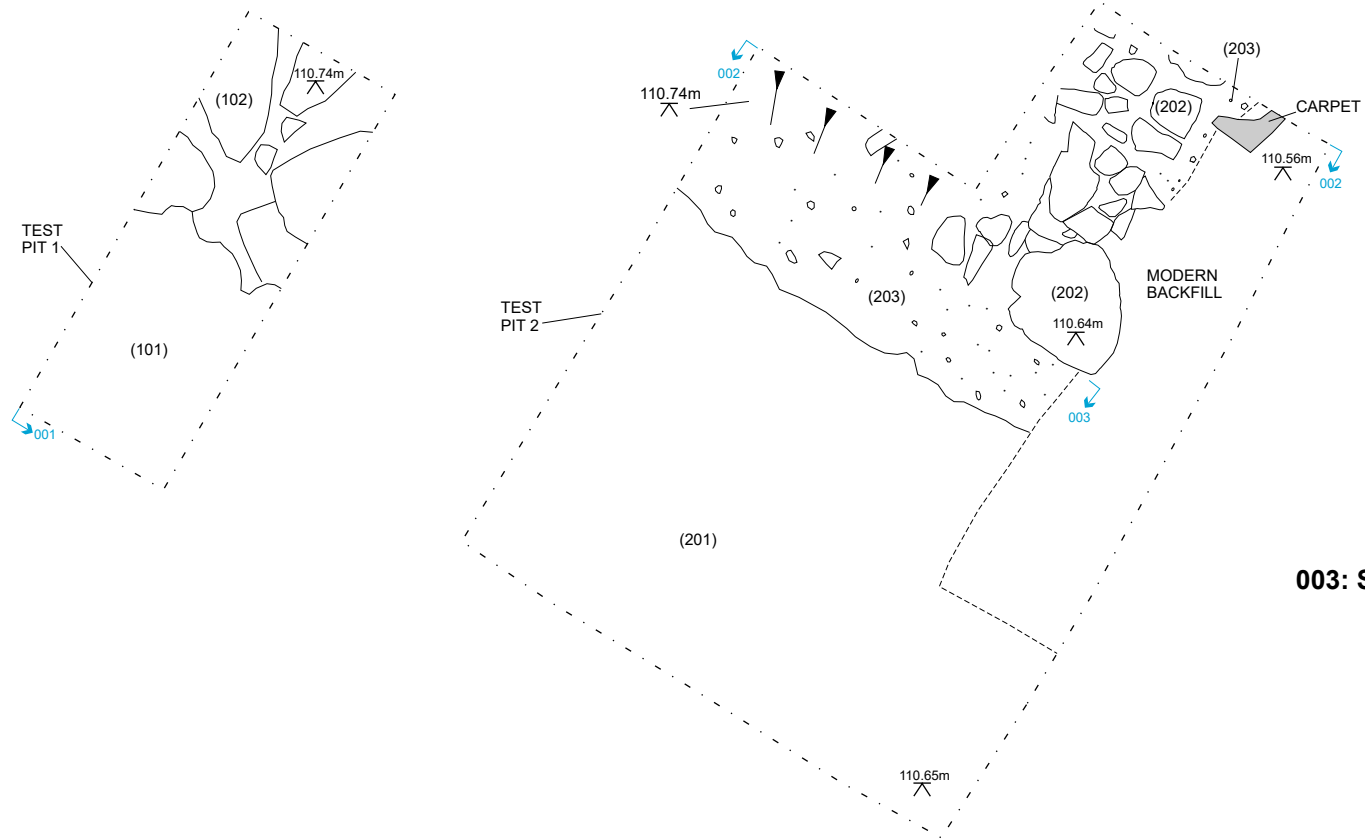 (102)
110.74m
TEST
PIT 1
(101)
001
002
110.74m
(203)
(202)
CARPET
110.56m
002
TEST
PIT 2
(203)
(202)
110.64m
MODERN
BACKFILL
003
(201)
003: S
110.65m